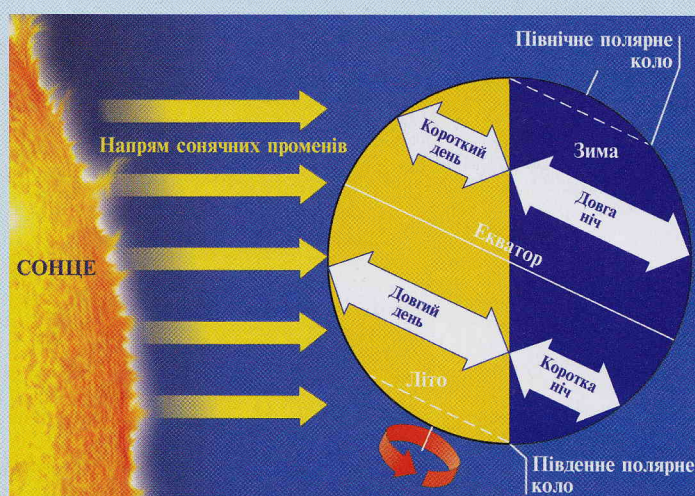 Північне полярне
коло
Напрям сонячних променів
Короткий
день
Зима
Довга
ніч
Екватор
СОНЦЕ
Довгий
день
Літо
Коротка
ніч
Південне полярне
коло